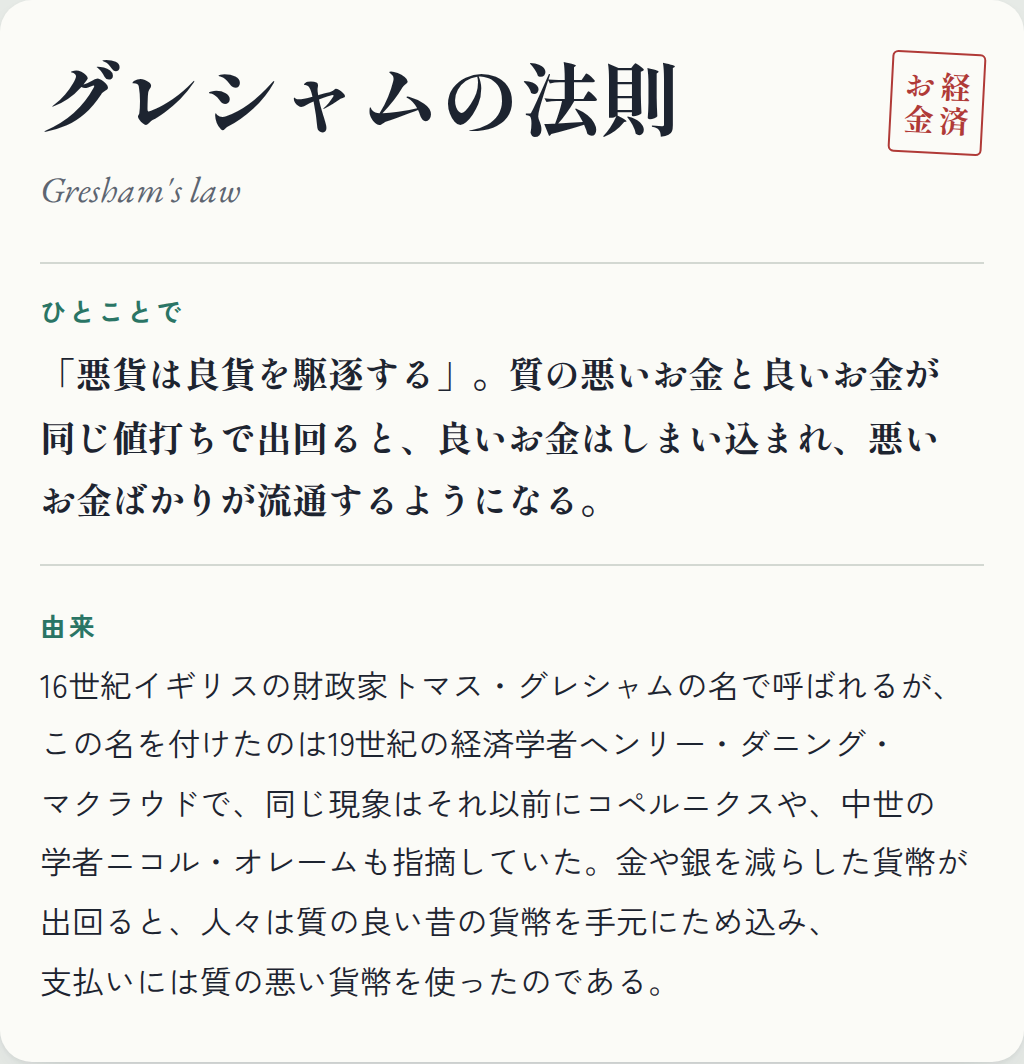 グレシャムの法則
経済
お金
Gresham's law
ひとことで
「悪貨は良貨を駆逐する」。質の悪いお金と良いお金が
同じ値打ちで出回ると、良いお金はしまい込まれ、悪い
お金ばかりが流通するようになる。
由来
16世紀イギリスの財政家トマス・グレシャムの名で呼ばれるが、
この名を付けたのは19世紀の経済学者ヘンリー・ダニング・
マクラウドで、同じ現象はそれ以前にコペルニクスや、中世の
学者ニコル・オレームも指摘していた。金や銀を減らした貨幣が
出回ると、人々は質の良い昔の貨幣を手元にため込み、
支払いには質の悪い貨幣を使ったのである。